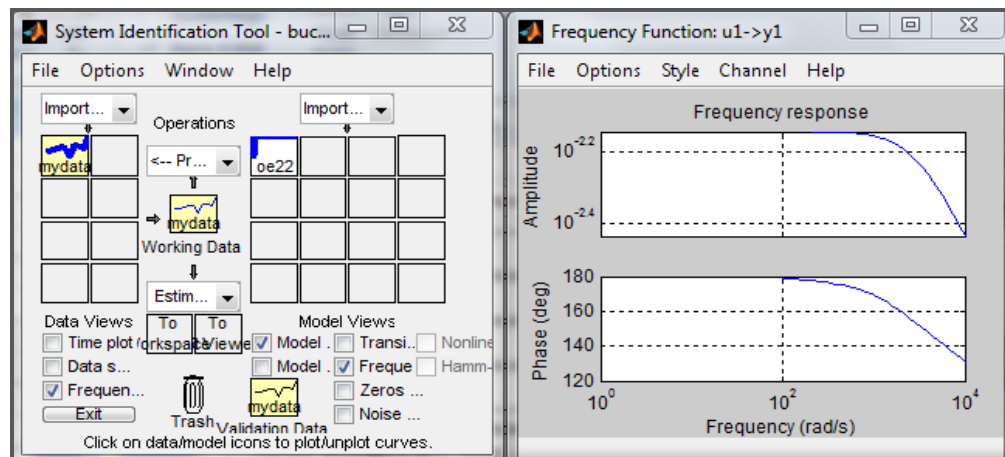 System Identification Tool - buc...
File Options Window Help
Import...
Import...
Operations
mydata
<-- Pr...
oe22
mydata
Working Data
Estim...
Data Views
To
To
Model Views
Time plot
orkspace
Viewe
Model .
Transi..
Nonline
Data s...
Model .
Freque
Hamm-
Frequen...
Zeros ...
Exit
Trash
mydata
Noise ...
Validation Data
Click on data/model icons to plot/unplot curves.
Frequency Function: u1->y1
File Options Style Channel Help
Frequency response
Amplitude
10^-2.2
10^-2.4
Phase (deg)
180
160
140
120
10^0 10^2 10^4
Frequency (rad/s)